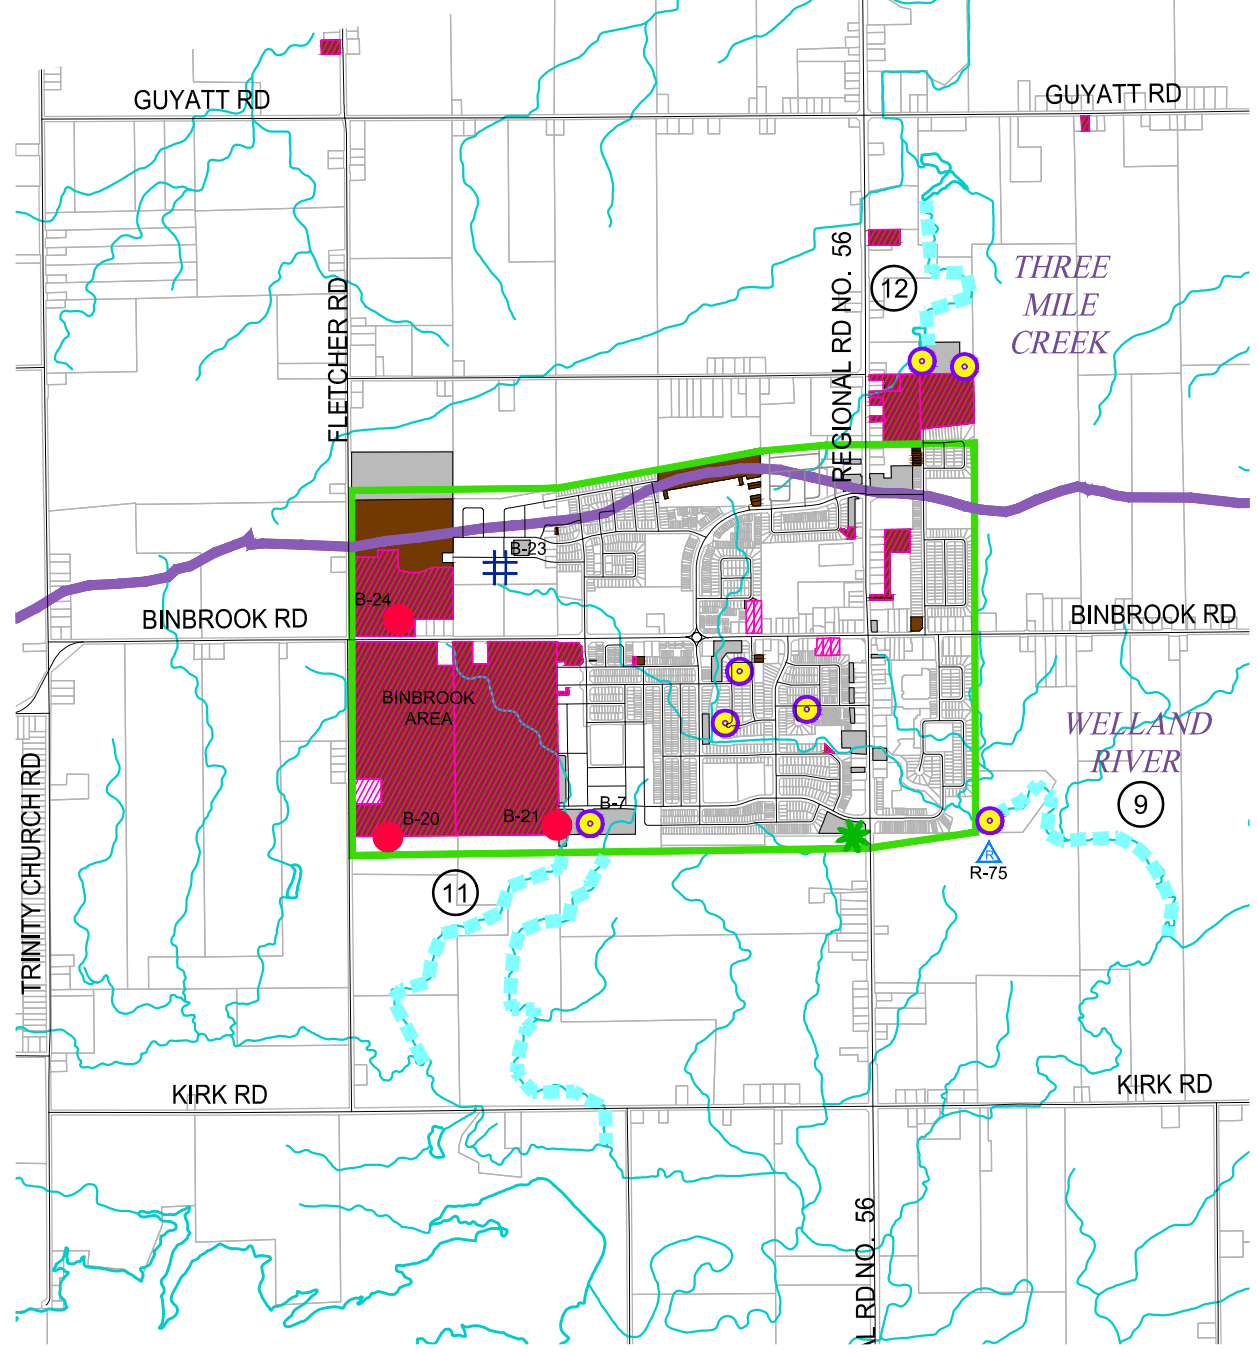 GUYATT RD
GUYATT RD
REGIONAL RD NO. 56
12
THREE
MILE
CREEK
FLETCHER RD
B-23
B-24
BINBROOK RD
BINBROOK RD
BINBROOK
AREA
WELLAND
RIVER
9
TRINITY CHURCH RD
B-20
B-21
B-7
R
R-75
11
KIRK RD
KIRK RD
AL RD NO. 56